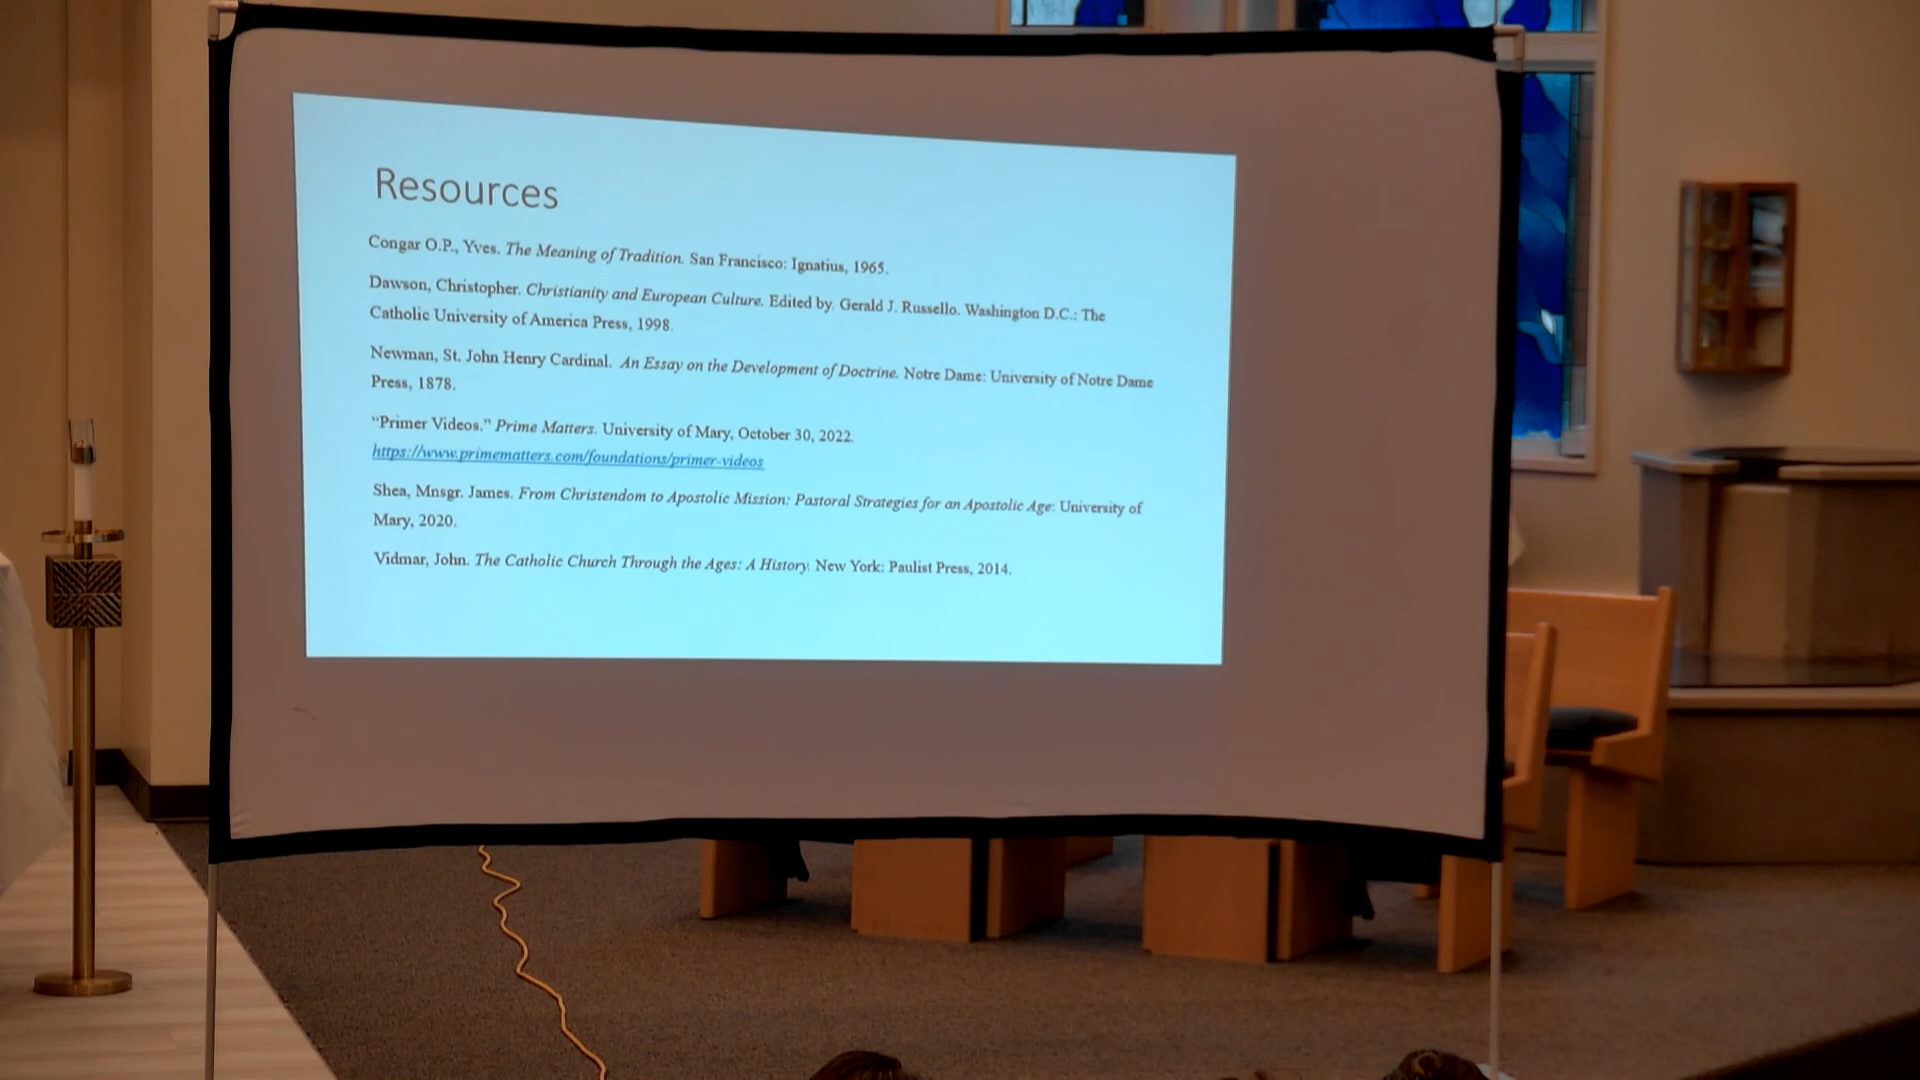 Resources
Congar O.P., Yves. The Meaning of Tradition. San Francisco: Ignatius, 1965.
Dawson, Christopher. Christianity and European Culture. Edited by. Gerald J. Russello. Washington D.C.: The
Catholic University of America Press, 1998.
Newman, St. John Henry Cardinal. An Essay on the Development of Doctrine. Notre Dame: University of Notre Dame
Press, 1878.
“Primer Videos.” Prime Matters. University of Mary, October 30, 2022.
https://www.primematters.com/foundations/primer-videos
Shea, Mnsgr. James. From Christendom to Apostolic Mission: Pastoral Strategies for an Apostolic Age: University of
Mary, 2020.
Vidmar, John. The Catholic Church Through the Ages: A History. New York: Paulist Press, 2014.